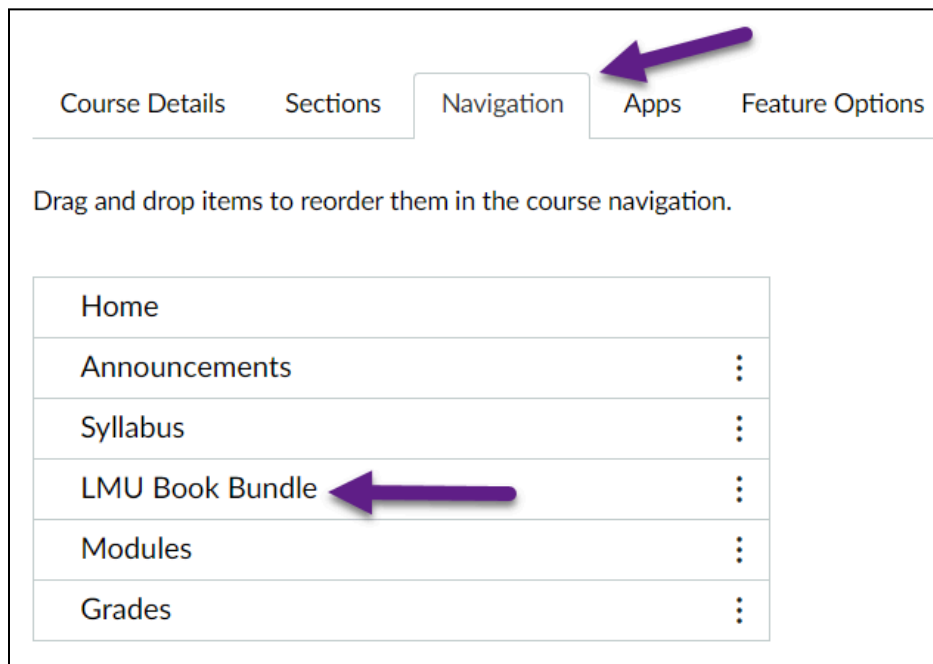 Course Details Sections Navigation Apps Feature Options
Drag and drop items to reorder them in the course navigation.
Home
Announcements
Syllabus
LMU Book Bundle
Modules
Grades